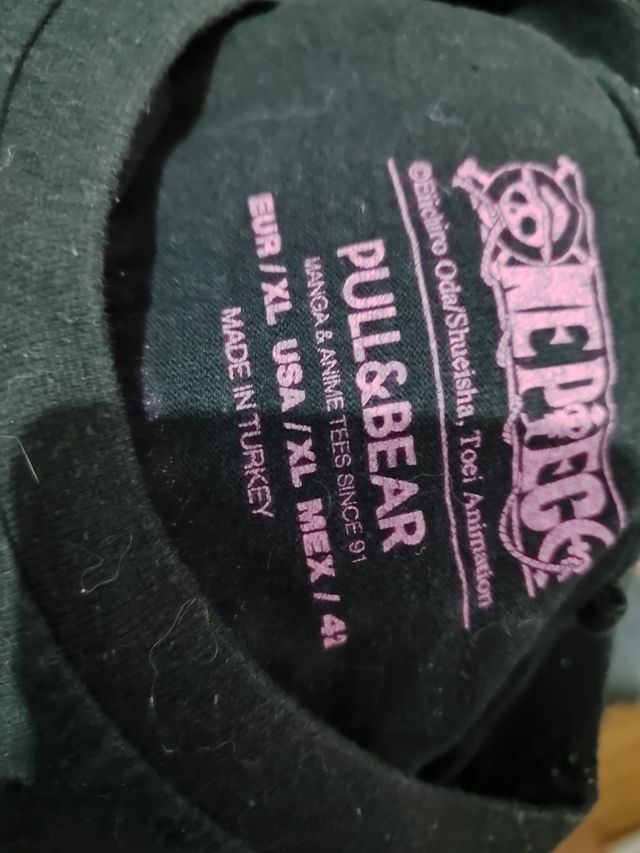 ONE PIECE
©Eiichiro Oda/Shueisha, Toei Animation
PULL&BEAR
MANGA & ANIME TEES SINCE 91
EUR / XL USA / XL MEX / 42
MADE IN TURKEY